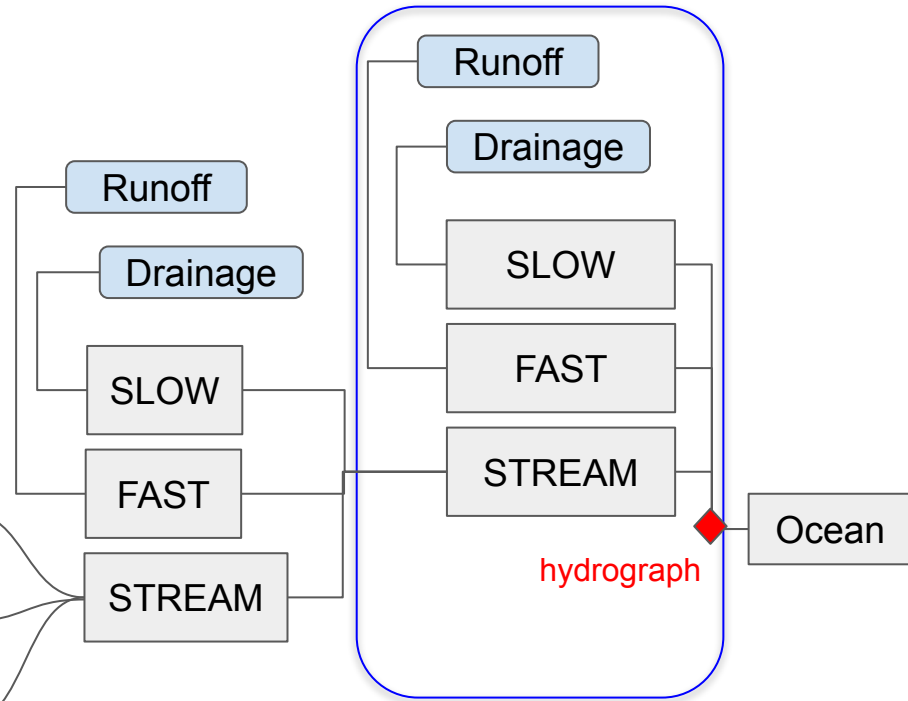 Runoff
Drainage
SLOW
FAST
STREAM
Runoff
Drainage
SLOW
FAST
STREAM
hydrograph
Ocean